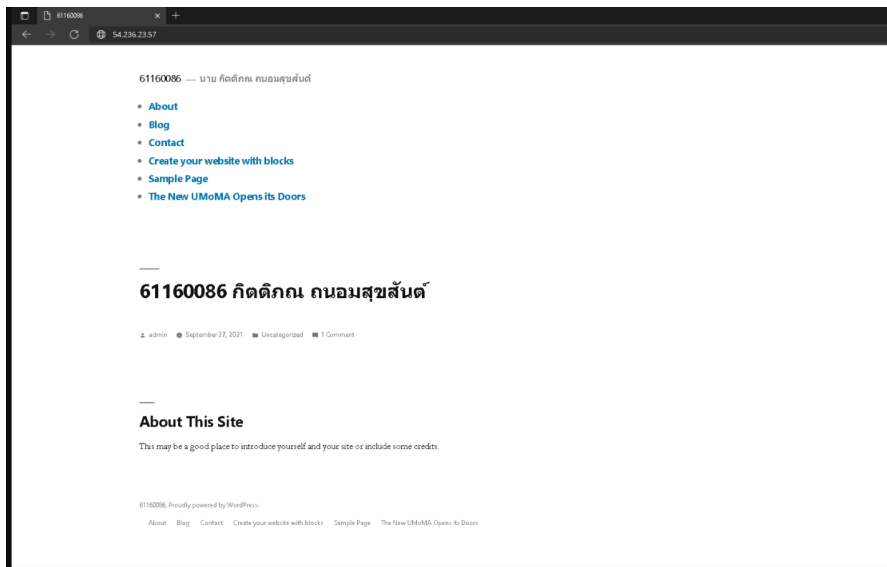 61160086
54.236.23.57
61160086 — นาย กิตติภณ ถนอมสุขสันต์
About
Blog
Contact
Create your website with blocks
Sample Page
The New UMoMA Opens its Doors
61160086 กิตติภณ ถนอมสุขสันต์
admin September 27, 2021 Uncategorized 1 Comment
About This Site
This may be a good place to introduce yourself and your site or include some credits.
61160086, Proudly powered by WordPress.
About Blog Contact Create your website with blocks Sample Page The New UMoMA Opens its Doors